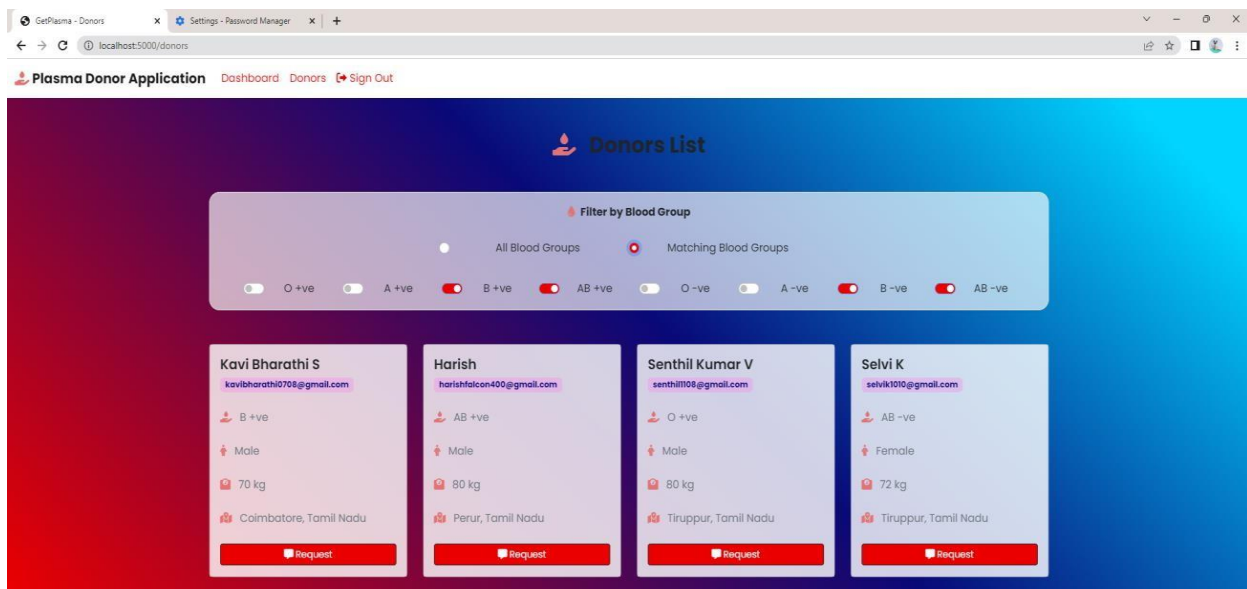 GetPlasma - Donors
Settings - Password Manager
localhost:5000/donors
Plasma Donor Application Dashboard Donors Sign Out
Donors List
Filter by Blood Group
All Blood Groups Matching Blood Groups
O +ve A +ve B +ve AB +ve O -ve A -ve B -ve AB -ve
Kavi Bharathi S
kavibharathi0708@gmail.com
B +ve
Male
70 kg
Coimbatore, Tamil Nadu
Request
Harish
harishfalcon400@gmail.com
AB +ve
Male
80 kg
Perur, Tamil Nadu
Request
Senthil Kumar V
senthil1108@gmail.com
O +ve
Male
80 kg
Tiruppur, Tamil Nadu
Request
Selvi K
selvik1010@gmail.com
AB -ve
Female
72 kg
Tiruppur, Tamil Nadu
Request